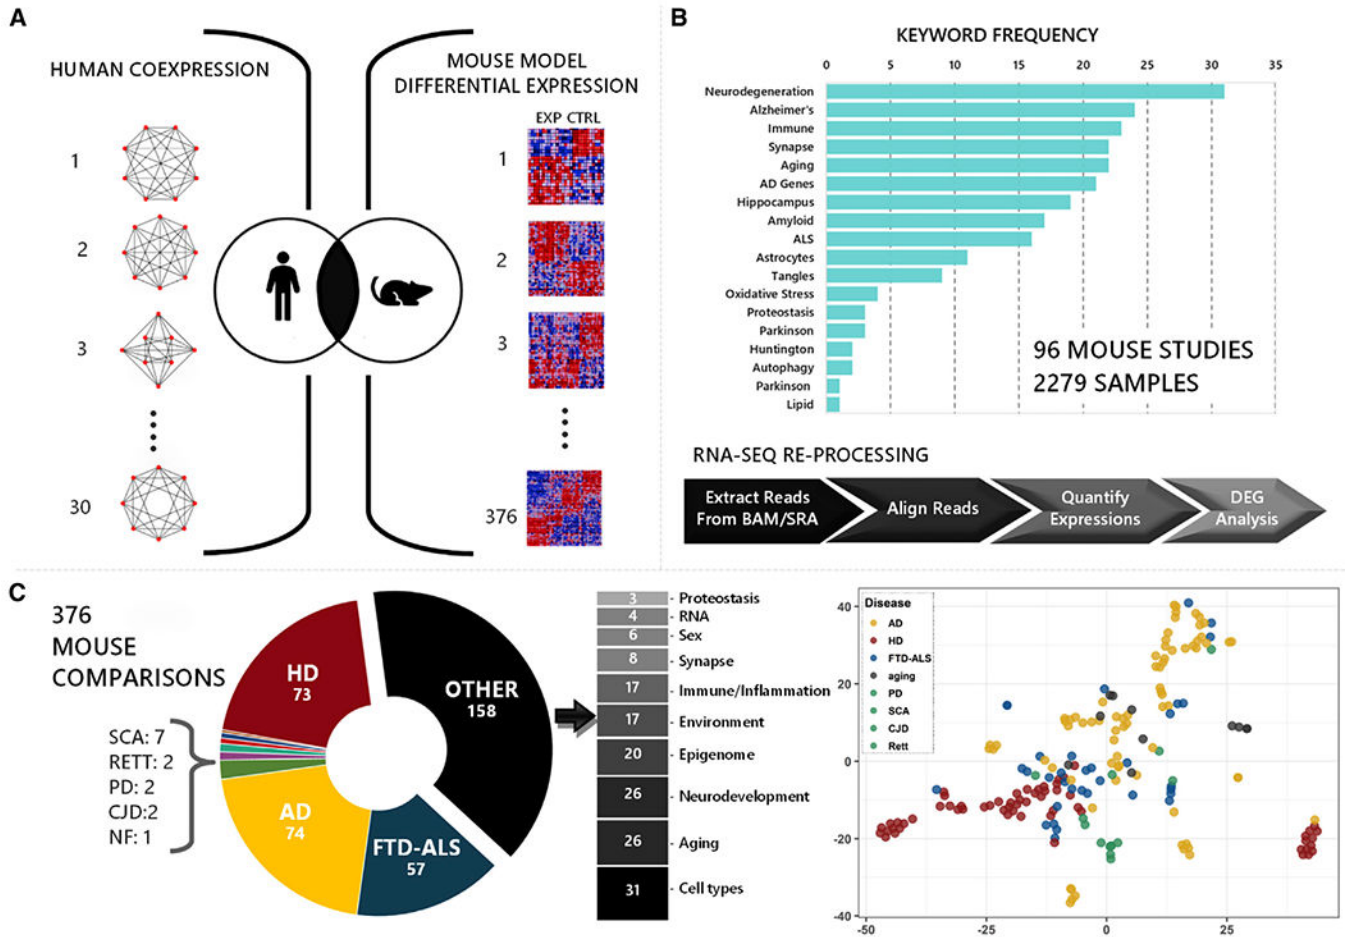 A
HUMAN COEXPRESSION
1
2
3
30
MOUSE MODEL
DIFFERENTIAL EXPRESSION
EXP CTRL
1
2
3
376
B
KEYWORD FREQUENCY
0 5 10 15 20 25 30 35
Neurodegeneration
Alzheimer's
Immune
Synapse
Aging
AD Genes
Hippocampus
Amyloid
ALS
Astrocytes
Tangles
Oxidative Stress
Proteostasis
Parkinson
Huntington
Autophagy
Parkinson
Lipid
96 MOUSE STUDIES
2279 SAMPLES
RNA-SEQ RE-PROCESSING
Extract Reads
From BAM/SRA
Align Reads
Quantify
Expressions
DEG
Analysis
C
376
MOUSE
COMPARISONS
SCA: 7
RETT: 2
PD: 2
CJD:2
NF: 1
HD
73
OTHER
158
AD
74
FTD-ALS
57
3 - Proteostasis
4 - RNA
6 - Sex
8 - Synapse
17 - Immune/Inflammation
17 - Environment
20 - Epigenome
26 - Neurodevelopment
26 - Aging
31 - Cell types
Disease
AD
HD
FTD-ALS
aging
PD
SCA
CJD
Rett
40
20
0
-20
-40
-50 -25 0 25